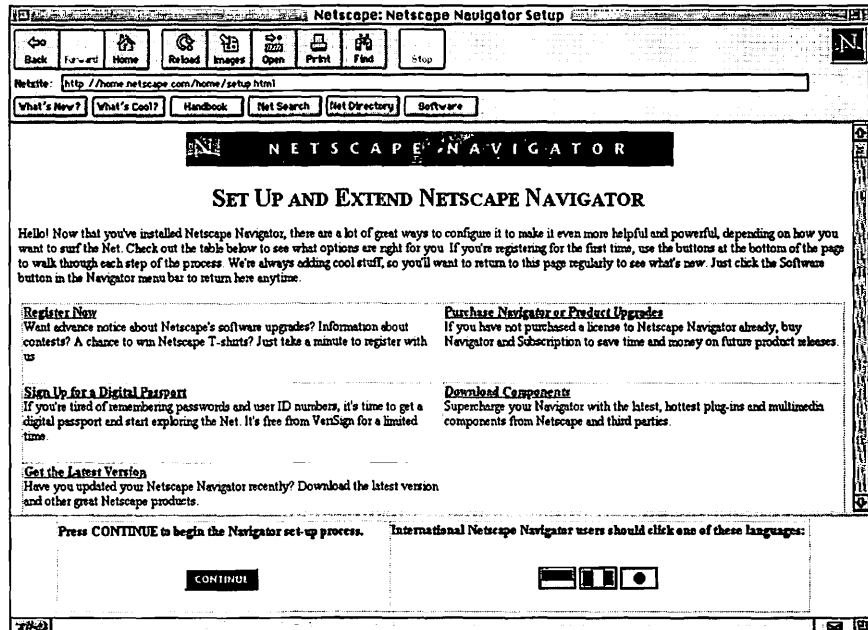 Netscape: Netscape Navigator Setup
Back Forward Home Reload Images Open Print Find Stop
N
Netsite: http://home.netscape.com/home/setup.html
What's New? What's Cool? Handbook Net Search Net Directory Software
N NETSCAPE NAVIGATOR
SET UP AND EXTEND NETSCAPE NAVIGATOR
Hello! Now that you've installed Netscape Navigator, there are a lot of great ways to configure it to make it even more helpful and powerful, depending on how you
want to surf the Net. Check out the table below to see what options are right for you. If you're registering for the first time, use the buttons at the bottom of the page
to walk through each step of the process. We're always adding cool stuff, so you'll want to return to this page regularly to see what's new. Just click the Software
button in the Navigator menu bar to return here anytime.
Register Now
Want advance notice about Netscape's software upgrades? Information about
contests? A chance to win Netscape T-shirts? Just take a minute to register with
us
Purchase Navigator or Product Upgrades
If you have not purchased a license to Netscape Navigator already, buy
Navigator and Subscription to save time and money on future product releases.
Sign Up for a Digital Passport
If you're tired of remembering passwords and user ID numbers, it's time to get a
digital passport and start exploring the Net. It's free from VeriSign for a limited
time.
Download Components
Supercharge your Navigator with the latest, hottest plug-ins and multimedia
components from Netscape and third parties.
Get the Latest Version
Have you updated your Netscape Navigator recently? Download the latest version
and other great Netscape products.
Press CONTINUE to begin the Navigator set-up process.
CONTINUE
International Netscape Navigator users should click one of these languages: